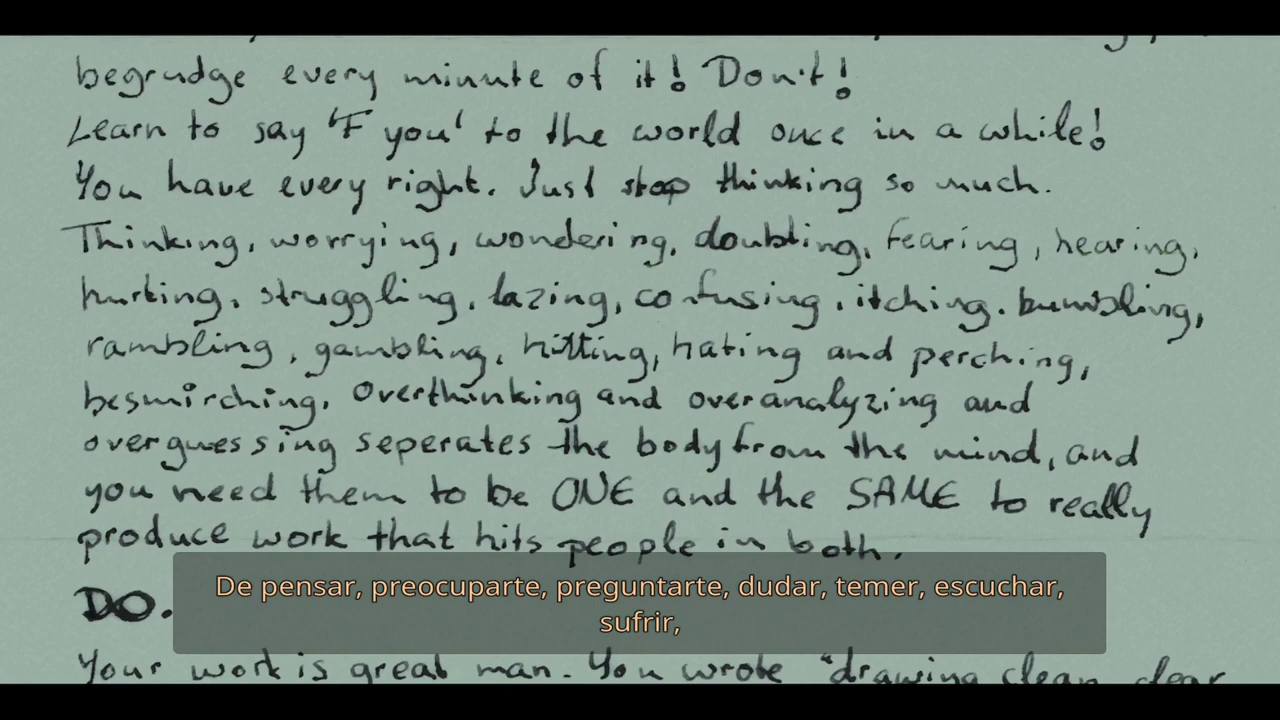 begrudge every minute of it! Don't!
Learn to say 'F you' to the world once in a while!
You have every right. Just stop thinking so much.
Thinking, worrying, wondering, doubting, fearing, hearing,
hurting, struggling, lazing, confusing, itching, bumbling,
rambling, gambling, hitting, hating and perching,
besmirching. Overthinking and overanalyzing and
overguessing seperates the body from the mind, and
you need them to be ONE and the SAME to really
produce work that hits people in both.
DO.
De pensar, preocuparte, preguntarte, dudar, temer, escuchar,
sufrir,
Your work is great man. You wrote "drawing clean clear